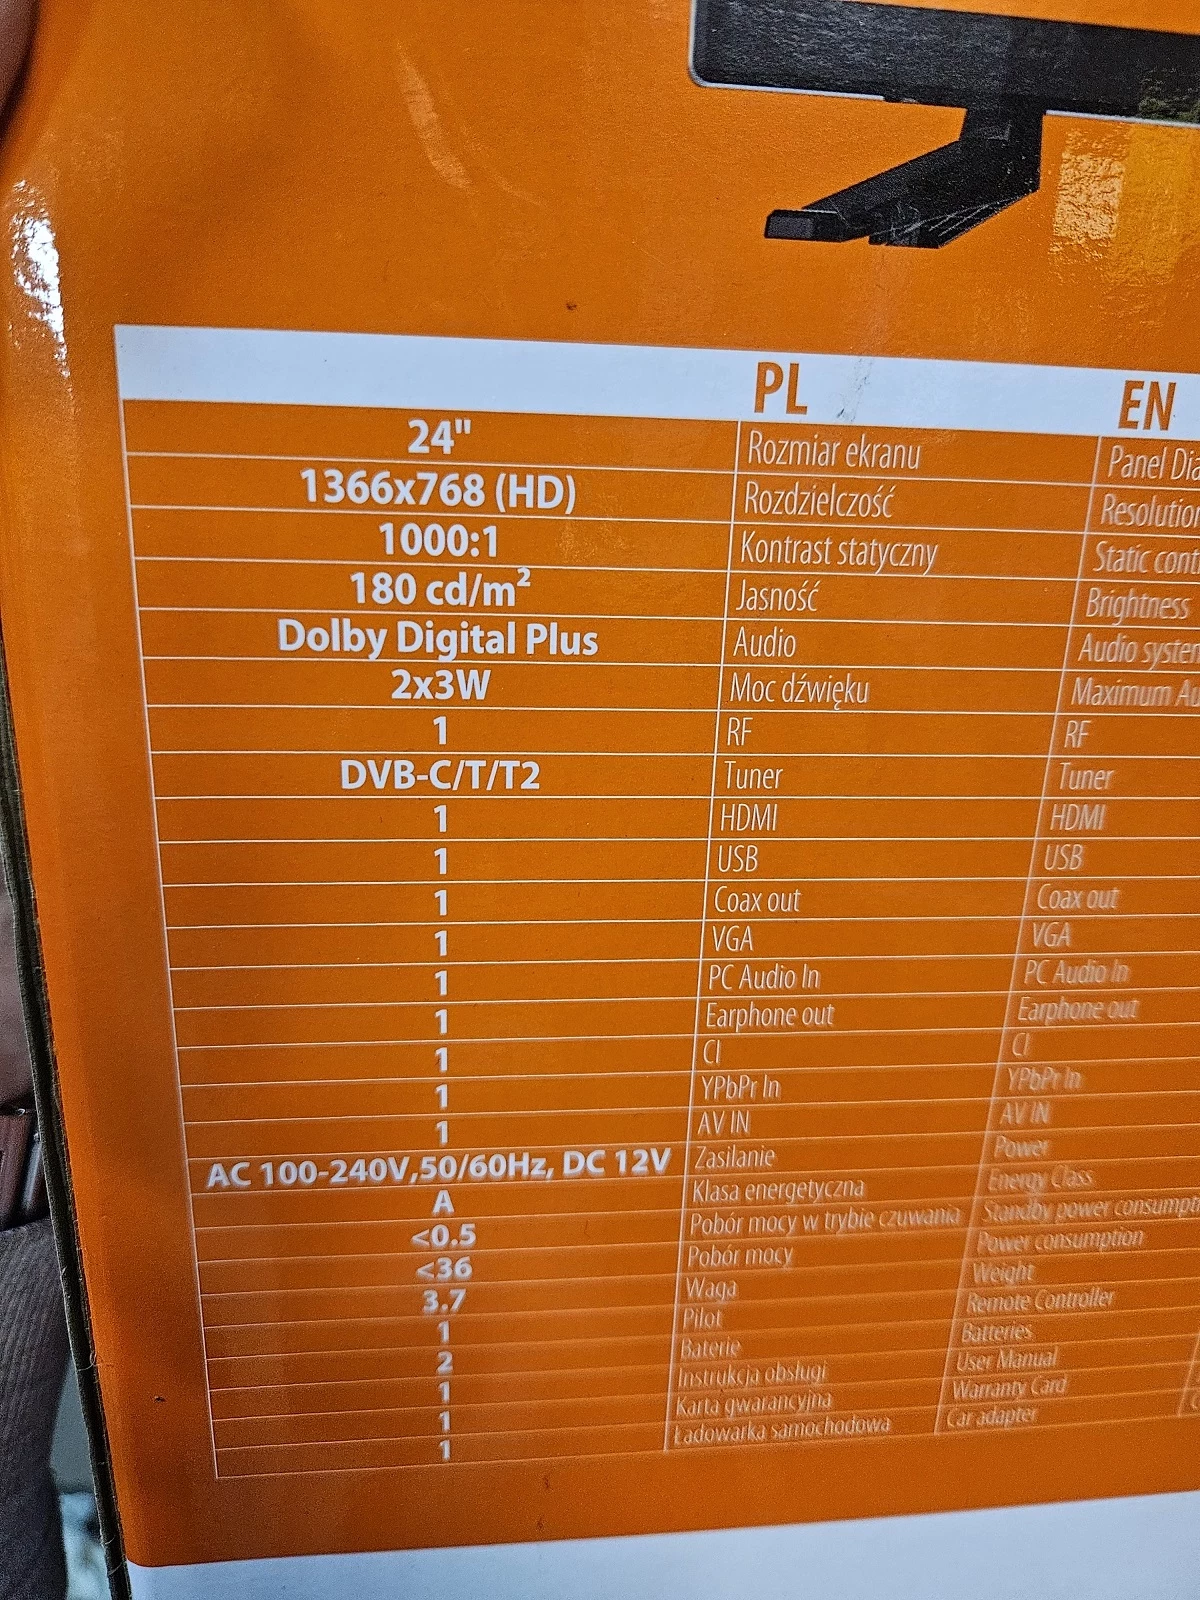 PL EN
24" Rozmiar ekranu Panel
1366x768 (HD) Rozdzielczość Resolution
1000:1 Kontrast statyczny Static
180 cd/m² Jasność Brightness
Dolby Digital Plus Audio Audio
2x3W Moc dźwięku Maximum
1 RF RF
DVB-C/T/T2 Tuner Tuner
1 HDMI HDMI
1 USB USB
1 Coax out Coax out
1 VGA VGA
1 PC Audio In PC Audio In
1 Earphone out Earphone out
1 CI CI
1 YPbPr In YPbPr In
1 AV IN AV IN
AC 100-240V,50/60Hz, DC 12V Zasilanie Power
A Klasa energetyczna Energy Class
<0.5 Pobór mocy w trybie czuwania Standby power
<36 Pobór mocy Power consumption
3.7 Waga Weight
1 Pilot Remote Controller
2 Baterie Batteries
1 Instrukcja obsługi User Manual
1 Karta gwarancyjna Warranty Card
1 Ładowarka samochodowa Car adapter